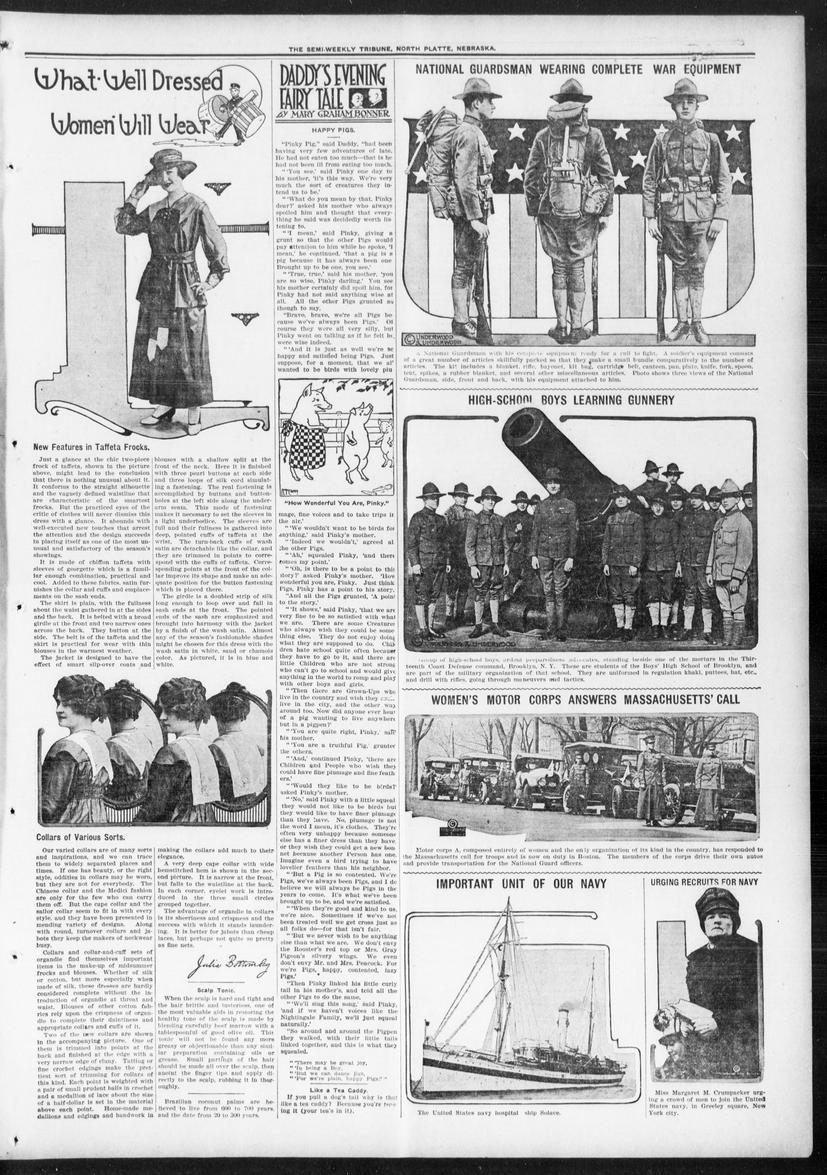 THE SEMI-WEEKLY TRIBUNE, NORTH PLATTE, NEBRASKA.
What Well Dressed
Women Will Wear
New Features in Taffeta Frocks.
Just a glance at the chic two-piece
frock of taffeta, shown in the picture
above, might lead to the conclusion
that there is nothing unusual about it.
It conforms to the straight silhouette
and the vaguely defined waistline that
are characteristic of the smartest
frocks. But the practiced eyes of the
critic of clothes will never dismiss this
dress with a glance. It abounds with
well-executed new touches that arrest
the attention and the design succeeds
in placing itself as one of the most un-
usual and satisfactory of the season's
showings.
It is made of chiffon taffeta with
sleeves of georgette which is a famil-
iar enough combination, practical and
cool. Added to these fabrics, satin fur-
nishes the collar and cuffs and emplace-
ments on the sash ends.
The skirt is plain, with the fullness
about the waist gathered in at the sides
and the back. It is belted with a broad
girdle at the front and two narrow ones
across the back. They button at the
side. The belt is of the taffeta and the
skirt is practical for wear with thin
blouses in the warmest weather.
The jacket is designed to have the
effect of smart slip-over coats and
blouses with a shallow split at the
front of the neck. Here it is finished
with three pearl buttons at each side
and three loops of silk cord simulat-
ing a fastening. The real fastening is
accomplished by buttons and button-
holes at the left side along the under-
arm seam. This mode of fastening
makes it necessary to set the sleeves in
a light underbodice. The sleeves are
full and their fullness is gathered into
deep, pointed cuffs of taffeta at the
wrist. The turn-back cuffs of wash
satin are detachable like the collar, and
they are trimmed in points to corre-
spond with the cuffs of taffeta. Corre-
sponding points at the front of the col-
lar improve its shape and make an ade-
quate position for the button fastening
which is placed there.
The girdle is a doubled strip of silk
long enough to loop over and fall in
sash ends at the front. The pointed
ends of the sash are emphasized and
brought into harmony with the jacket
by a finish of the wash satin. Almost
any of the season's fashionable shades
might be chosen for this dress with the
wash satin in white, sand or chamois
color. As pictured, it is in blue and
white.
Collars of Various Sorts.
Our varied collars are of many sorts
and inspirations, and we can trace
them to widely separated places and
times. If one has beauty, or the right
style, oddities in collars may be worn,
but they are not for everybody. The
Chinese collar and the Medici fashion
are only for the few who can carry
them off. But the cape collar and the
sailor collar seem to fit in with every
style, and they have been presented in
unending variety of designs. Along
with round, turnover collars and ja-
bots they keep the makers of neckwear
busy.
Collars and collar-and-cuff sets of
organdie find themselves important
items in the make-up of midsummer
frocks and blouses. Whether of silk
or cotton, but more especially when
made of silk, these dresses are hardly
considered complete without the in-
troduction of organdie at throat and
waist. Blouses of other cotton fab-
rics rely upon the crispness of organ-
die to complete their daintiness and
appropriate collars and cuffs of it.
Two of the new collars are shown
in the accompanying picture. One of
them is trimmed into points at the
back and finished at the edge with a
very narrow edge of cluny. Tatting or
fine crochet edgings make the pret-
tiest sort of trimming for collars of
this kind. Each point is weighted with
a pair of small prudent balls in crochet
and a medallion of lace about the size
of a half-dollar is set in the material
above each point. Home-made me-
dallions and edgings and handwork in
making the collars add much to their
elegance.
A very deep cape collar with wide
hemstitched hem is shown in the sec-
ond picture. It is narrow at the front,
but falls to the waistline at the back.
In each corner, eyelet work is intro-
duced in the three small circles
grouped together.
The advantage of organdie in collars
is its sheerness and crispness and the
success with which it stands launder-
ing. It is better for jabots than cheap
laces, but perhaps not quite so pretty
as fine nets.
Julia Bottomley
Scalp Tonic.
When the scalp is hard and tight and
the hair brittle and lusterless, one of
the most valuable aids in restoring the
healthy tone of the scalp is made by
blending carefully beef marrow with a
tablespoonful of good olive oil. This
tonic will not be found any more
greasy or objectionable than any simi-
lar preparation containing oils or
grease. Small partings of the hair
should be made all over the scalp, then
anoint the finger tips and apply di-
rectly to the scalp, rubbing it in thor-
oughly.
Brazilian cocoanut palms are be-
lieved to live from 600 to 700 years,
and the date from 20 to 300 years.
DADDY'S EVENING
FAIRY TALE
BY MARY GRAHAM BONNER
HAPPY PIGS.
"Pinky Pig," said Daddy, "had been
having very few adventures of late.
He had not eaten too much—that is he
had not been ill from eating too much.
"'You see,' said Pinky one day to
his mother, 'it's this way. We're very
much the sort of creatures they in-
tend us to be.'
"'What do you mean by that, Pinky
dear?' asked his mother who always
spoiled him and thought that every-
thing he said was decidedly worth lis-
tening to.
"'I mean,' said Pinky, giving a
grunt so that the other Pigs would
pay attention to him while he spoke, 'I
mean,' he continued, 'that a pig is a
pig because it has always been one
Brought up to be one, you see.'
"'True, true,' said his mother, 'you
are so wise, Pinky darling.' You see
his mother certainly did spoil him, for
Pinky had not said anything wise at
all. All the other Pigs grunted as
though to say,
"Bravo, bravo, we're all Pigs be-
cause we've always been Pigs.' Of
course they were all very silly, but
Pinky went on talking as if he felt he
were wise indeed.
"'And it is just as well we're so
happy and satisfied being Pigs. Just
suppose, for a moment, that we all
wanted to be birds with lovely plu
"How Wonderful You Are, Pinky."
mage, fine voices and to take trips in
the air.'
"'We wouldn't want to be birds for
anything,' said Pinky's mother.
"'Indeed we wouldn't,' agreed all
the other Pigs.
"'Ah,' squealed Pinky, 'and there
comes my point.'
"'Oh, is there to be a point to this
story?' asked Pinky's mother. 'How
wonderful you are, Pinky. Just think
Pigs, Pinky has a point to his story.'
"And all the Pigs grunted, 'A point
to the story.'
"'It shows,' said Pinky, 'that we are
very fine to be so satisfied with what
we are. There are some Creatures
who always wish they could be some
thing else. They do not enjoy doing
what they are supposed to do. Chil-
dren hate school quite often because
they have to go to it, and there are
little Children who are not strong
who can't go to school and would give
anything in the world to romp and play
with other boys and girls.
"'Then there are Grown-Ups who
live in the country and wish they
live in the city, and the other way
around too. Now did anyone ever hear
of a pig wanting to live anywhere
but in a pigpen?'
"'You are quite right, Pinky,' said
his mother.
"'You are a truthful Pig,' grunted
the others.
"'And,' continued Pinky, 'there are
Children and People who wish they
could have fine plumage and fine feath
ers.'
"'Would they like to be birds?'
asked Pinky's mother.
"'No,' said Pinky with a little squeal
'they would not like to be birds but
they would like to have finer plumage
than they have. No, plumage is not
the word I mean, it's clothes. They're
often very unhappy because someone
else has a finer dress than they have,
or they wish they could get a new bon
net because another Person has one.
Imagine even a bird trying to have
lovelier feathers than his neighbor.
"'But a Pig is so contented. We're
Pigs, we've always been Pigs, and I do
believe we will always be Pigs in the
years to come. It's what we've been
brought up to be, and we're satisfied.
"'When they're good and kind to us,
we're nice. Sometimes if we've not
been treated well we get cross just as
all folks do—for that isn't fair.
"'But we never wish to be anything
else than what we are. We don't envy
the Rooster's red top or Mrs. Gray
Pigeon's silvery wings. We even
don't envy Mr. and Mrs. Peacock. For
we're Pigs, happy, contented, lazy
Pigs.'
"Then Pinky linked his little curly
tail in his mother's, and told all the
other Pigs to do the same,
"'We'll sing this song,' said Pinky,
'and if we haven't voices like the
Nightingale Family, we'll just squeal
naturally.'
"So around and around the Pigpen
they walked, with their little tails
linked together, and this is what they
squealed.
"'There may be great joy,
"'In being a Boy,
"'But we can dance jigs,
"'For we're plain, happy Pigs!'"
Like a Tea Caddy.
If you pull a dog's tail why is that
like a tea caddy? Because you're
ing it (your tea's in it).
NATIONAL GUARDSMAN WEARING COMPLETE WAR EQUIPMENT
© UNDERWOOD
& UNDERWOOD
A National Guardsman with his complete equipment ready for a call to fight. A soldier's equipment consists
of a great number of articles skillfully packed so that they make a small bundle comparatively to the number of
articles. The kit includes a blanket, rifle, bayonet, kit bag, cartridge belt, canteen, pan, plate, knife, fork, spoon,
tent, spikes, a rubber blanket, and several other miscellaneous articles. Photo shows three views of the National
Guardsman, side, front and back, with his equipment attached to him.
HIGH-SCHOOL BOYS LEARNING GUNNERY
Group of high-school boys, ardent preparedness advocates, standing beside one of the mortars in the Thir-
teenth Coast Defense command, Brooklyn, N. Y. These are students of the Boys' High School of Brooklyn, and
are part of the military organization of that school. They are uniformed in regulation khaki, puttees, hat, etc.,
and drill with rifles, going through maneuvers and tactics.
WOMEN'S MOTOR CORPS ANSWERS MASSACHUSETTS' CALL
Motor corps A, composed entirely of women and the only organization of its kind in the country, has responded to
the Massachusetts call for troops and is now on duty in Boston. The members of the corps drive their own autos
and provide transportation for the National Guard officers.
IMPORTANT UNIT OF OUR NAVY
The United States navy hospital ship Solace.
URGING RECRUITS FOR NAVY
Miss Margaret M. Crumpacker urg-
ing a crowd of men to join the United
States navy, in Greeley square, New
York city.